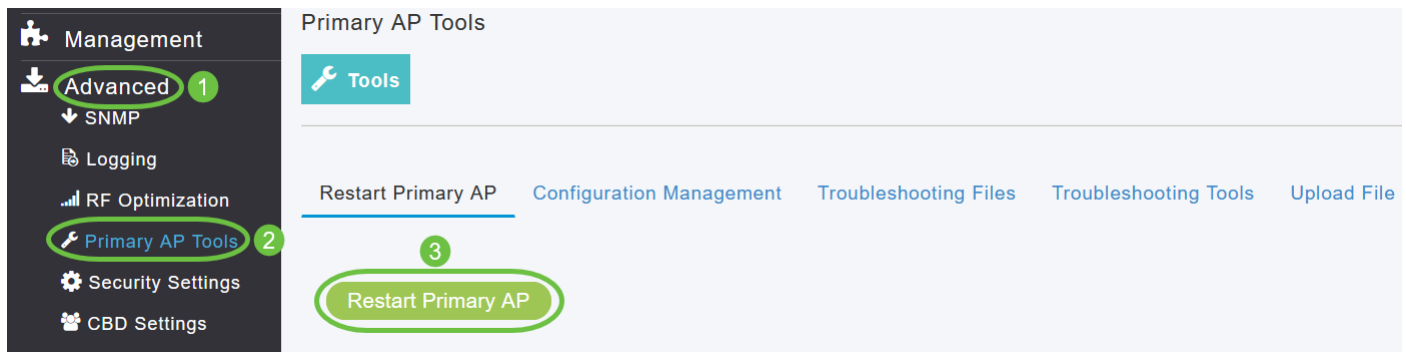 Primary AP Tools
Management
Tools
Advanced 1
SNMP
Logging
RF Optimization
Restart Primary AP Configuration Management Troubleshooting Files Troubleshooting Tools Upload File
Primary AP Tools 2
3
Security Settings
Restart Primary AP
CBD Settings